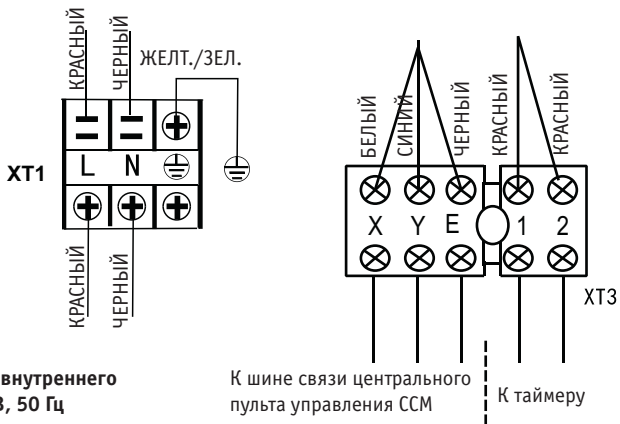 КРАСНЫЙ
ЧЕРНЫЙ
ЖЕЛТ./ЗЕЛ.
XT1
L N
КРАСНЫЙ
ЧЕРНЫЙ
БЕЛЫЙ
СИНИЙ
ЧЕРНЫЙ
КРАСНЫЙ
КРАСНЫЙ
X Y E 1 2
XT3
внутреннего
, 50 Гц
К шине связи центрального
пульта управления CCM
К таймеру